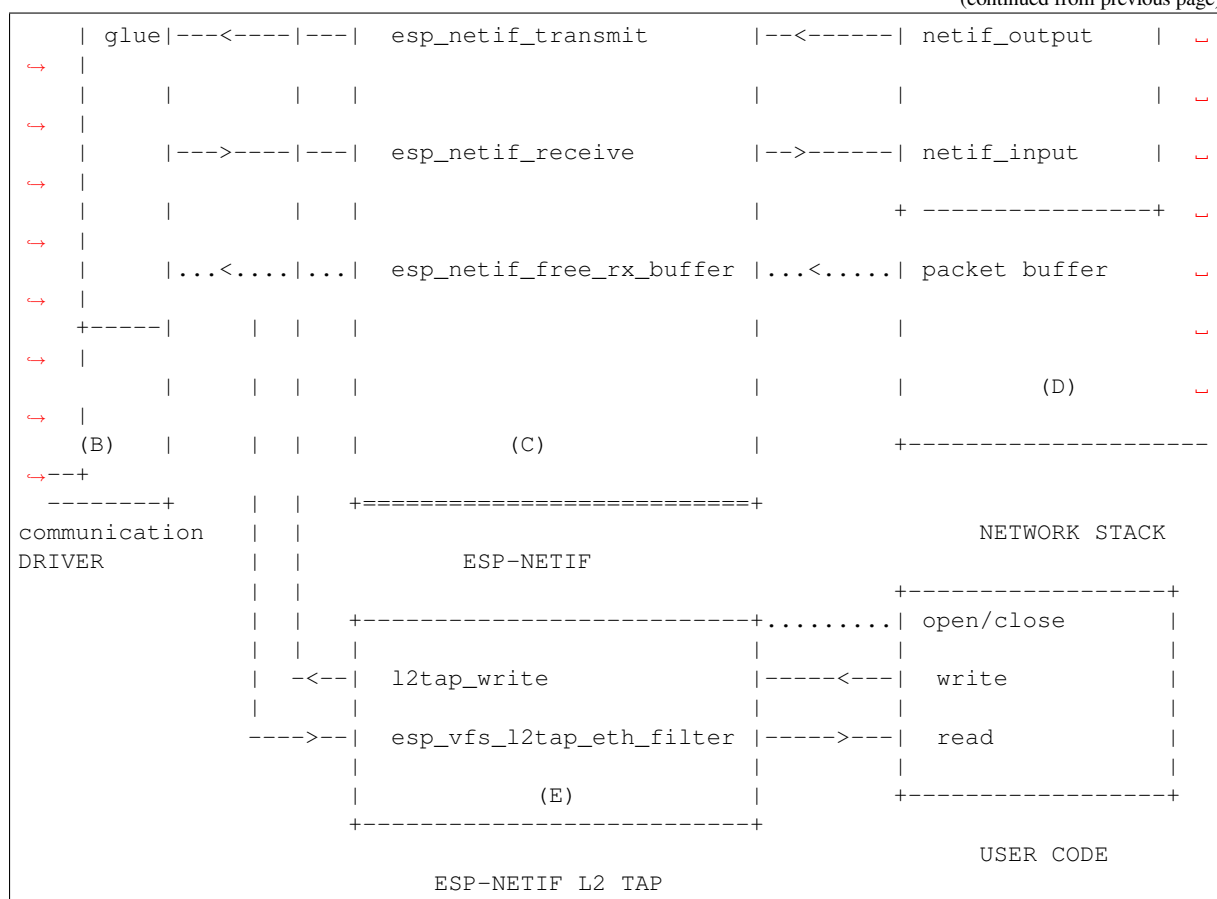 (continued from previous page)
| glue|---<----|---| esp_netif_transmit |--<------| netif_output | ␣
↪ |
| | | | | | | ␣
↪ |
| |--->----|---| esp_netif_receive |-->------| netif_input | ␣
↪ |
| | | | | + ----------------+ ␣
↪ |
| |...<....|...| esp_netif_free_rx_buffer |...<.....| packet buffer ␣
↪ |
+-----| | | | | | ␣
↪ |
| | | | | | (D) ␣
↪ |
(B) | | | | (C) | +---------------------
↪--+
--------+ | | +===========================+
communication | | NETWORK STACK
DRIVER | | ESP-NETIF
| | +------------------+
| | +---------------------------+.........| open/close |
| | | | | |
| -<--| l2tap_write |-----<---| write |
| | | | |
---->--| esp_vfs_l2tap_eth_filter |----->---| read |
| | | |
| (E) | +------------------+
+---------------------------+
USER CODE
ESP-NETIF L2 TAP